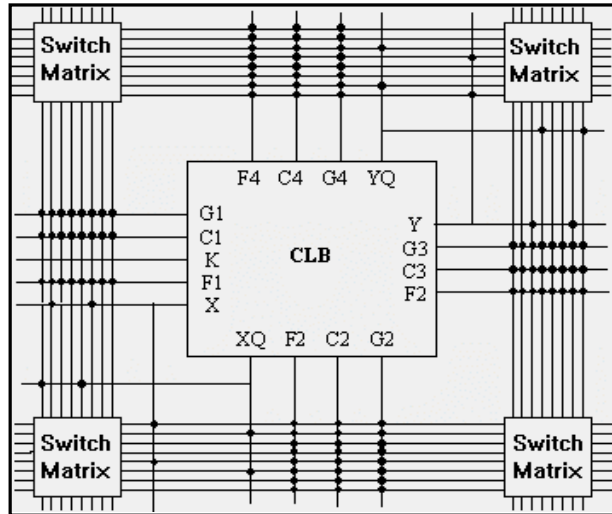 Switch
Matrix
Switch
Matrix
F4 C4 G4 YQ
G1
C1
K
F1
X
CLB
Y
G3
C3
F2
XQ F2 C2 G2
Switch
Matrix
Switch
Matrix